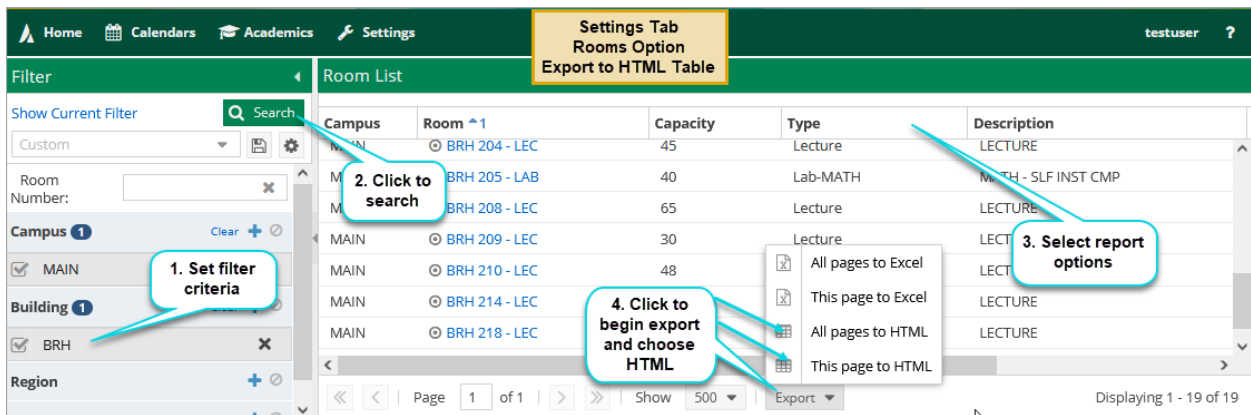 Home Calendars Academics Settings
Settings Tab
Rooms Option
Export to HTML Table
testuser ?
Filter
Room List
Show Current Filter
Search
Custom
Room
Number:
Campus 1 Clear
MAIN
Building 1
BRH
Region
1. Set filter
criteria
2. Click to
search
Campus Room 1 Capacity Type Description
BRH 204 - LEC 45 Lecture LECTURE
BRH 205 - LAB 40 Lab-MATH MATH - SLF INST CMP
BRH 208 - LEC 65 Lecture LECTURE
MAIN BRH 209 - LEC 30 Lecture
MAIN BRH 210 - LEC 48
MAIN BRH 214 - LEC LECTURE
MAIN BRH 218 - LEC LECTURE
3. Select report
options
4. Click to
begin export
and choose
HTML
All pages to Excel
This page to Excel
All pages to HTML
This page to HTML
Page 1 of 1 Show 500 Export Displaying 1 - 19 of 19